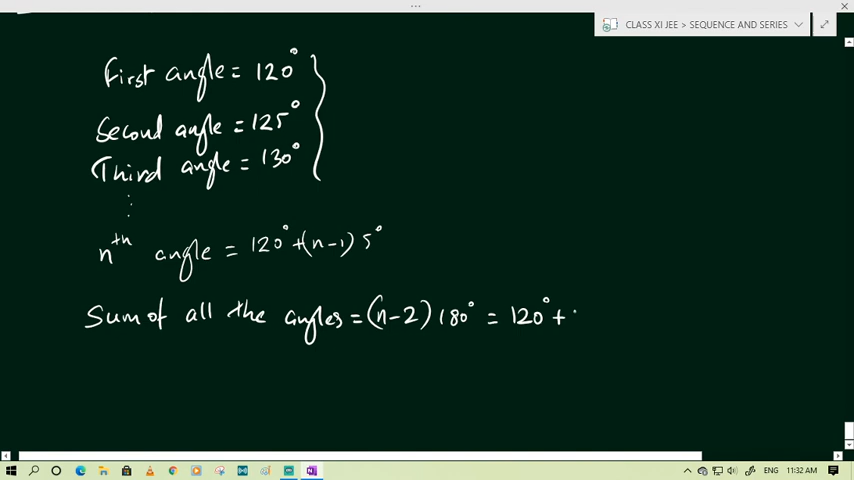 CLASS XI JEE > SEQUENCE AND SERIES
First angle = 120°
Second angle = 125°
Third angle = 130°
⋮
nᵗʰ angle = 120° + (n-1) 5°
Sum of all the angles = (n-2) 180° = 120° +
ENG 11:32 AM